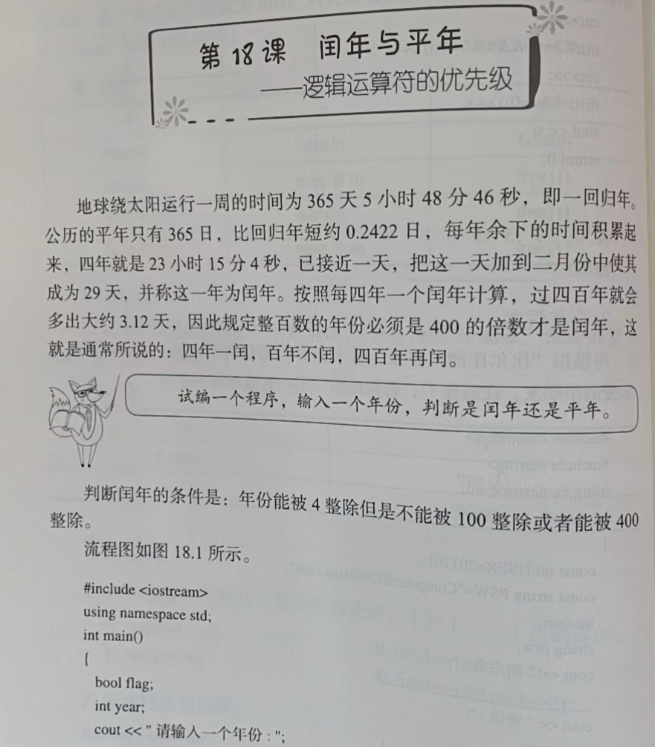 第18课 闰年与平年
——逻辑运算符的优先级
地球绕太阳运行一周的时间为 365 天 5 小时 48 分 46 秒，即一回归年。
公历的平年只有 365 日，比回归年短约 0.2422 日，每年余下的时间积累起
来，四年就是 23 小时 15 分 4 秒，已接近一天，把这一天加到二月份中使其
成为 29 天，并称这一年为闰年。按照每四年一个闰年计算，过四百年就会
多出大约 3.12 天，因此规定整百数的年份必须是 400 的倍数才是闰年，这
就是通常所说的：四年一闰，百年不闰，四百年再闰。
试编一个程序，输入一个年份，判断是闰年还是平年。
判断闰年的条件是：年份能被 4 整除但是不能被 100 整除或者能被 400
整除。
流程图如图 18.1 所示。
#include <iostream>
using namespace std;
int main()
{
bool flag;
int year;
cout << " 请输入一个年份 : ";